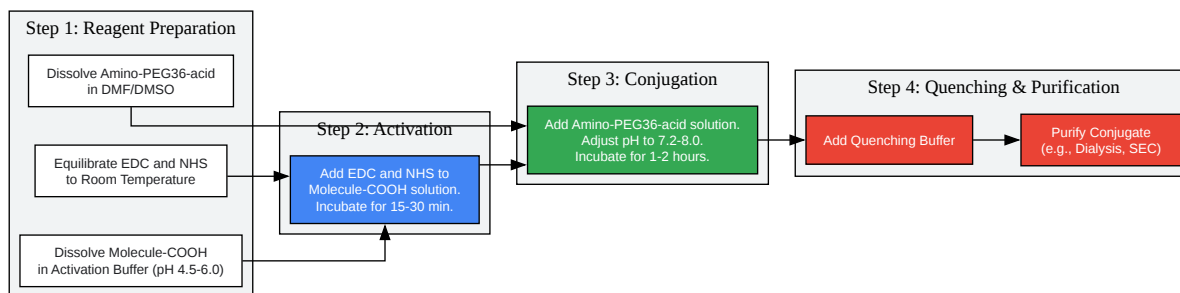 Step 1: Reagent Preparation
Dissolve Amino-PEG36-acid
in DMF/DMSO
Equilibrate EDC and NHS
to Room Temperature
Dissolve Molecule-COOH
in Activation Buffer (pH 4.5-6.0)
Step 2: Activation
Add EDC and NHS to
Molecule-COOH solution.
Incubate for 15-30 min.
Step 3: Conjugation
Add Amino-PEG36-acid solution.
Adjust pH to 7.2-8.0.
Incubate for 1-2 hours.
Step 4: Quenching & Purification
Add Quenching Buffer
Purify Conjugate
(e.g., Dialysis, SEC)